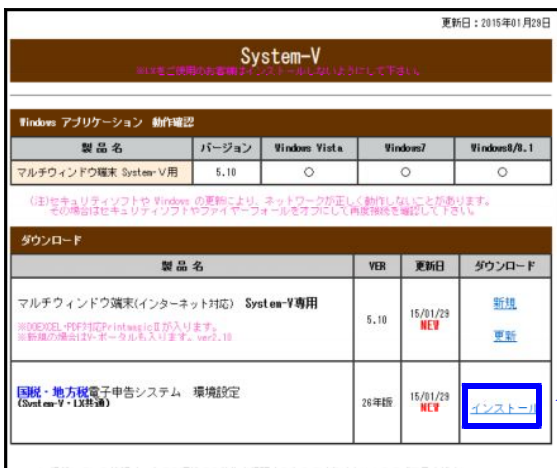 更新日：2015年01月29日
System-V
※LXをご使用のお客様はインストールしないようにして下さい。
Windows アプリケーション 動作確認
製品名 バージョン Windows Vista Windows7 Windows8/8.1
マルチウィンドウ端末 System-V用 5.10 ○ ○ ○
(注)セキュリティソフトや Windows の更新により、ネットワークが正しく動作しないことがあります。
その場合はセキュリティソフトやファイヤーフォールをオフにして再度接続を確認して下さい。
ダウンロード
製品名 VER 更新日 ダウンロード
マルチウィンドウ端末(インターネット対応) System-V専用
※DOEXCEL・PDF対応PrintmagicⅡが入ります。
※新規の場合はV-ポータルも入ります。ver2.10
5.10 15/01/29 NEW 新規
更新
国税・地方税電子申告システム 環境設定
(System-V・LX共通)
26年版 15/01/29 NEW インストール